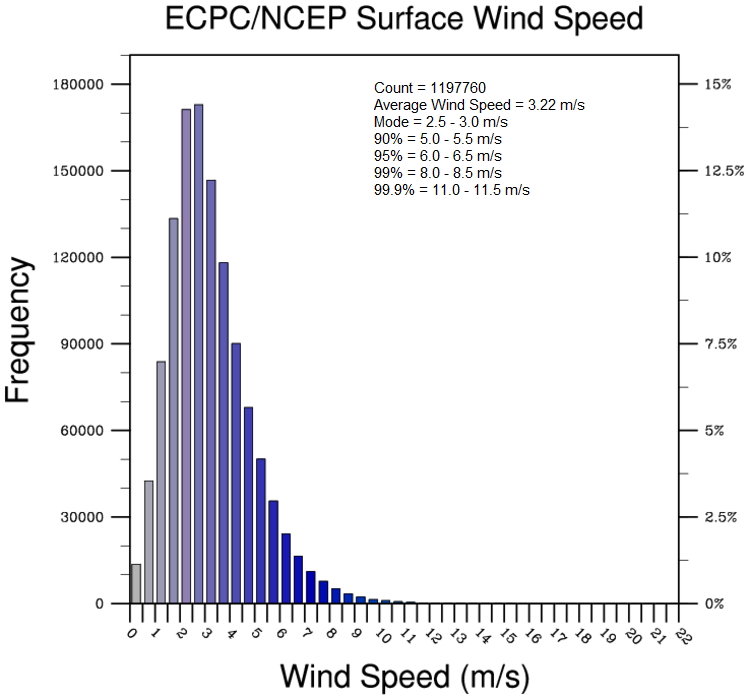 ECPC/NCEP Surface Wind Speed
Count = 1197760
Average Wind Speed = 3.22 m/s
Mode = 2.5 - 3.0 m/s
90% = 5.0 - 5.5 m/s
95% = 6.0 - 6.5 m/s
99% = 8.0 - 8.5 m/s
99.9% = 11.0 - 11.5 m/s
Frequency
180000
150000
120000
90000
60000
30000
0
15%
12.5%
10%
7.5%
5%
2.5%
0%
0 1 2 3 4 5 6 7 8 9 10 11 12 13 14 15 16 17 18 19 20 21 22
Wind Speed (m/s)